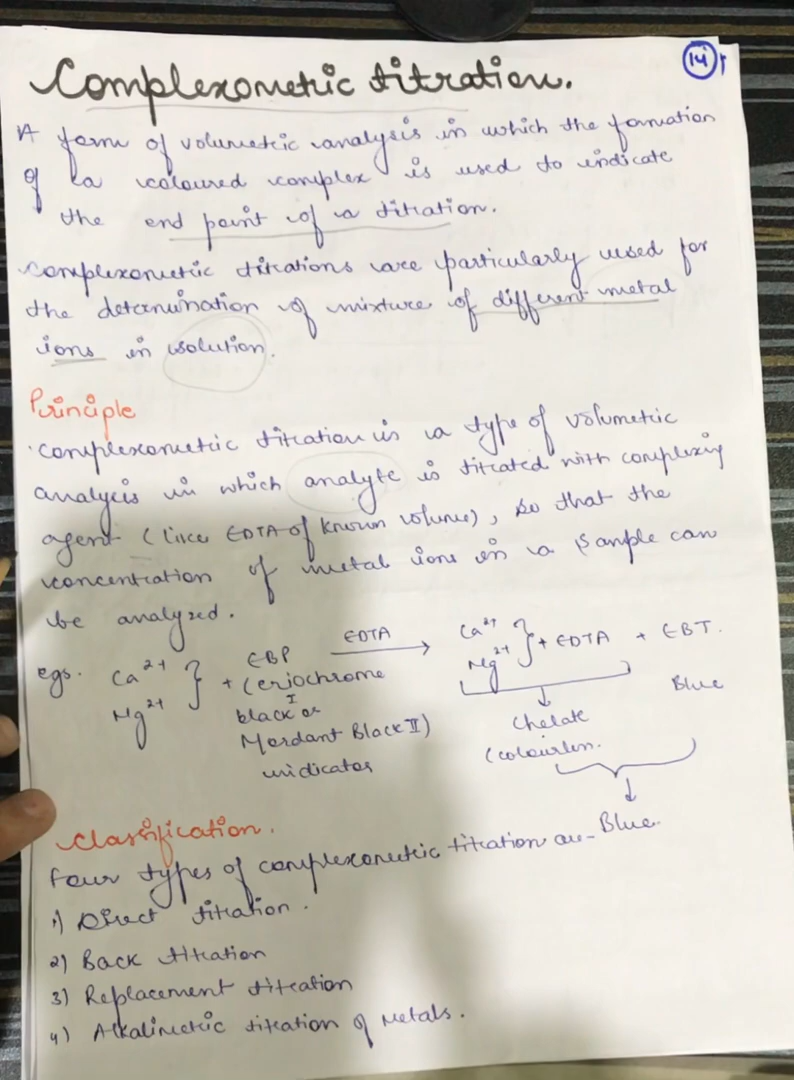 14
Complexometric titration.
A form of volumetric analysis in which the formation
of a coloured complex is used to indicate
the end point of a titration.
complexometric titrations are particularly used for
the determination of mixture of different metal
ions in solution.
Principle
complexometric titration is a type of volumetric
analysis in which analyte is titrated with complexing
agent (like EDTA of known volume), so that the
concentration of metal ions in a sample can
be analyzed.
egs. Ca²⁺ Mg²⁺ } + EBP (eriochrome black I or Mordant Black II) indicator
EDTA →
Ca²⁺ Mg²⁺ } + EDTA + EBT.
Blue
Chelate
(colourless.
Blue.
Classification.
Four types of complexometric titration are-
1) Direct titration.
2) Back titration
3) Replacement titration
4) Alkalimetric titration of metals.